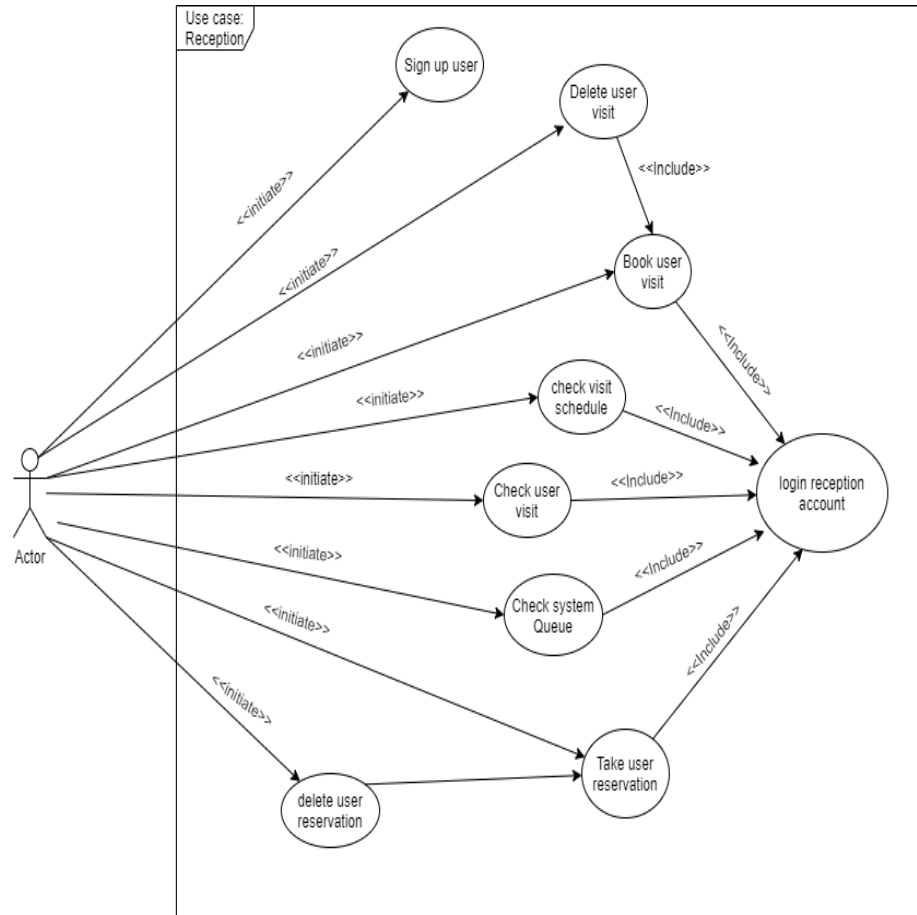 Use case:
Reception
Sign up user
Delete user
visit
<<initiate>>
<<Include>>
<<initiate>>
Book user
visit
<<initiate>>
<<Include>>
check visit
schedule
<<initiate>>
<<Include>>
login reception
account
Check user
visit
<<initiate>>
<<Include>>
Actor
<<initiate>>
<<Include>>
Check system
Queue
<<initiate>>
<<Include>>
<<initiate>>
Take user
reservation
delete user
reservation